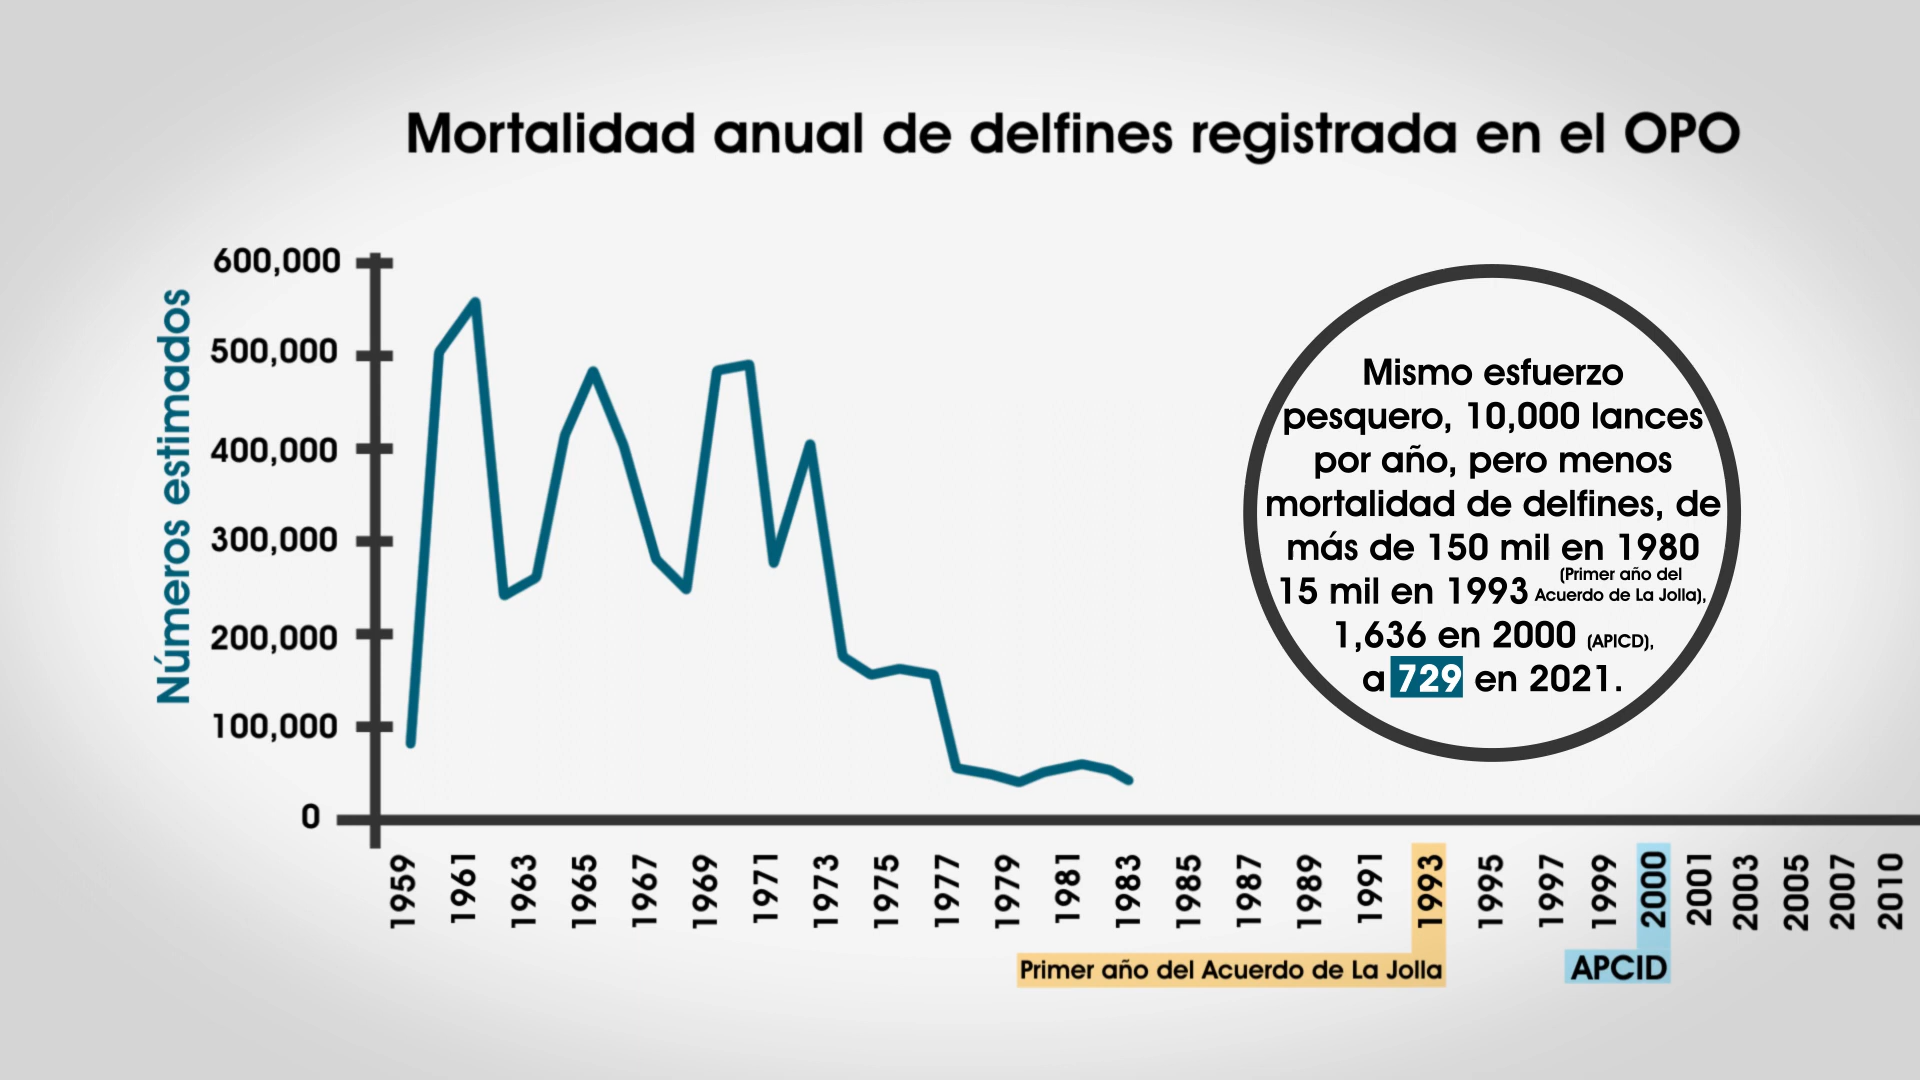 Mortalidad anual de delfines registrada en el OPO
Números estimados
600,000
500,000
400,000
300,000
200,000
100,000
0
Mismo esfuerzo
pesquero, 10,000 lances
por año, pero menos
mortalidad de delfines, de
más de 150 mil en 1980
15 mil en 1993 (Primer año del
Acuerdo de La Jolla),
1,636 en 2000 (APICD),
a 729 en 2021.
1959
1961
1963
1965
1967
1969
1971
1973
1975
1977
1979
1981
1983
1985
1987
1989
1991
1993
1995
1997
1999
2000
2001
2003
2005
2007
2010
Primer año del Acuerdo de La Jolla
APCID